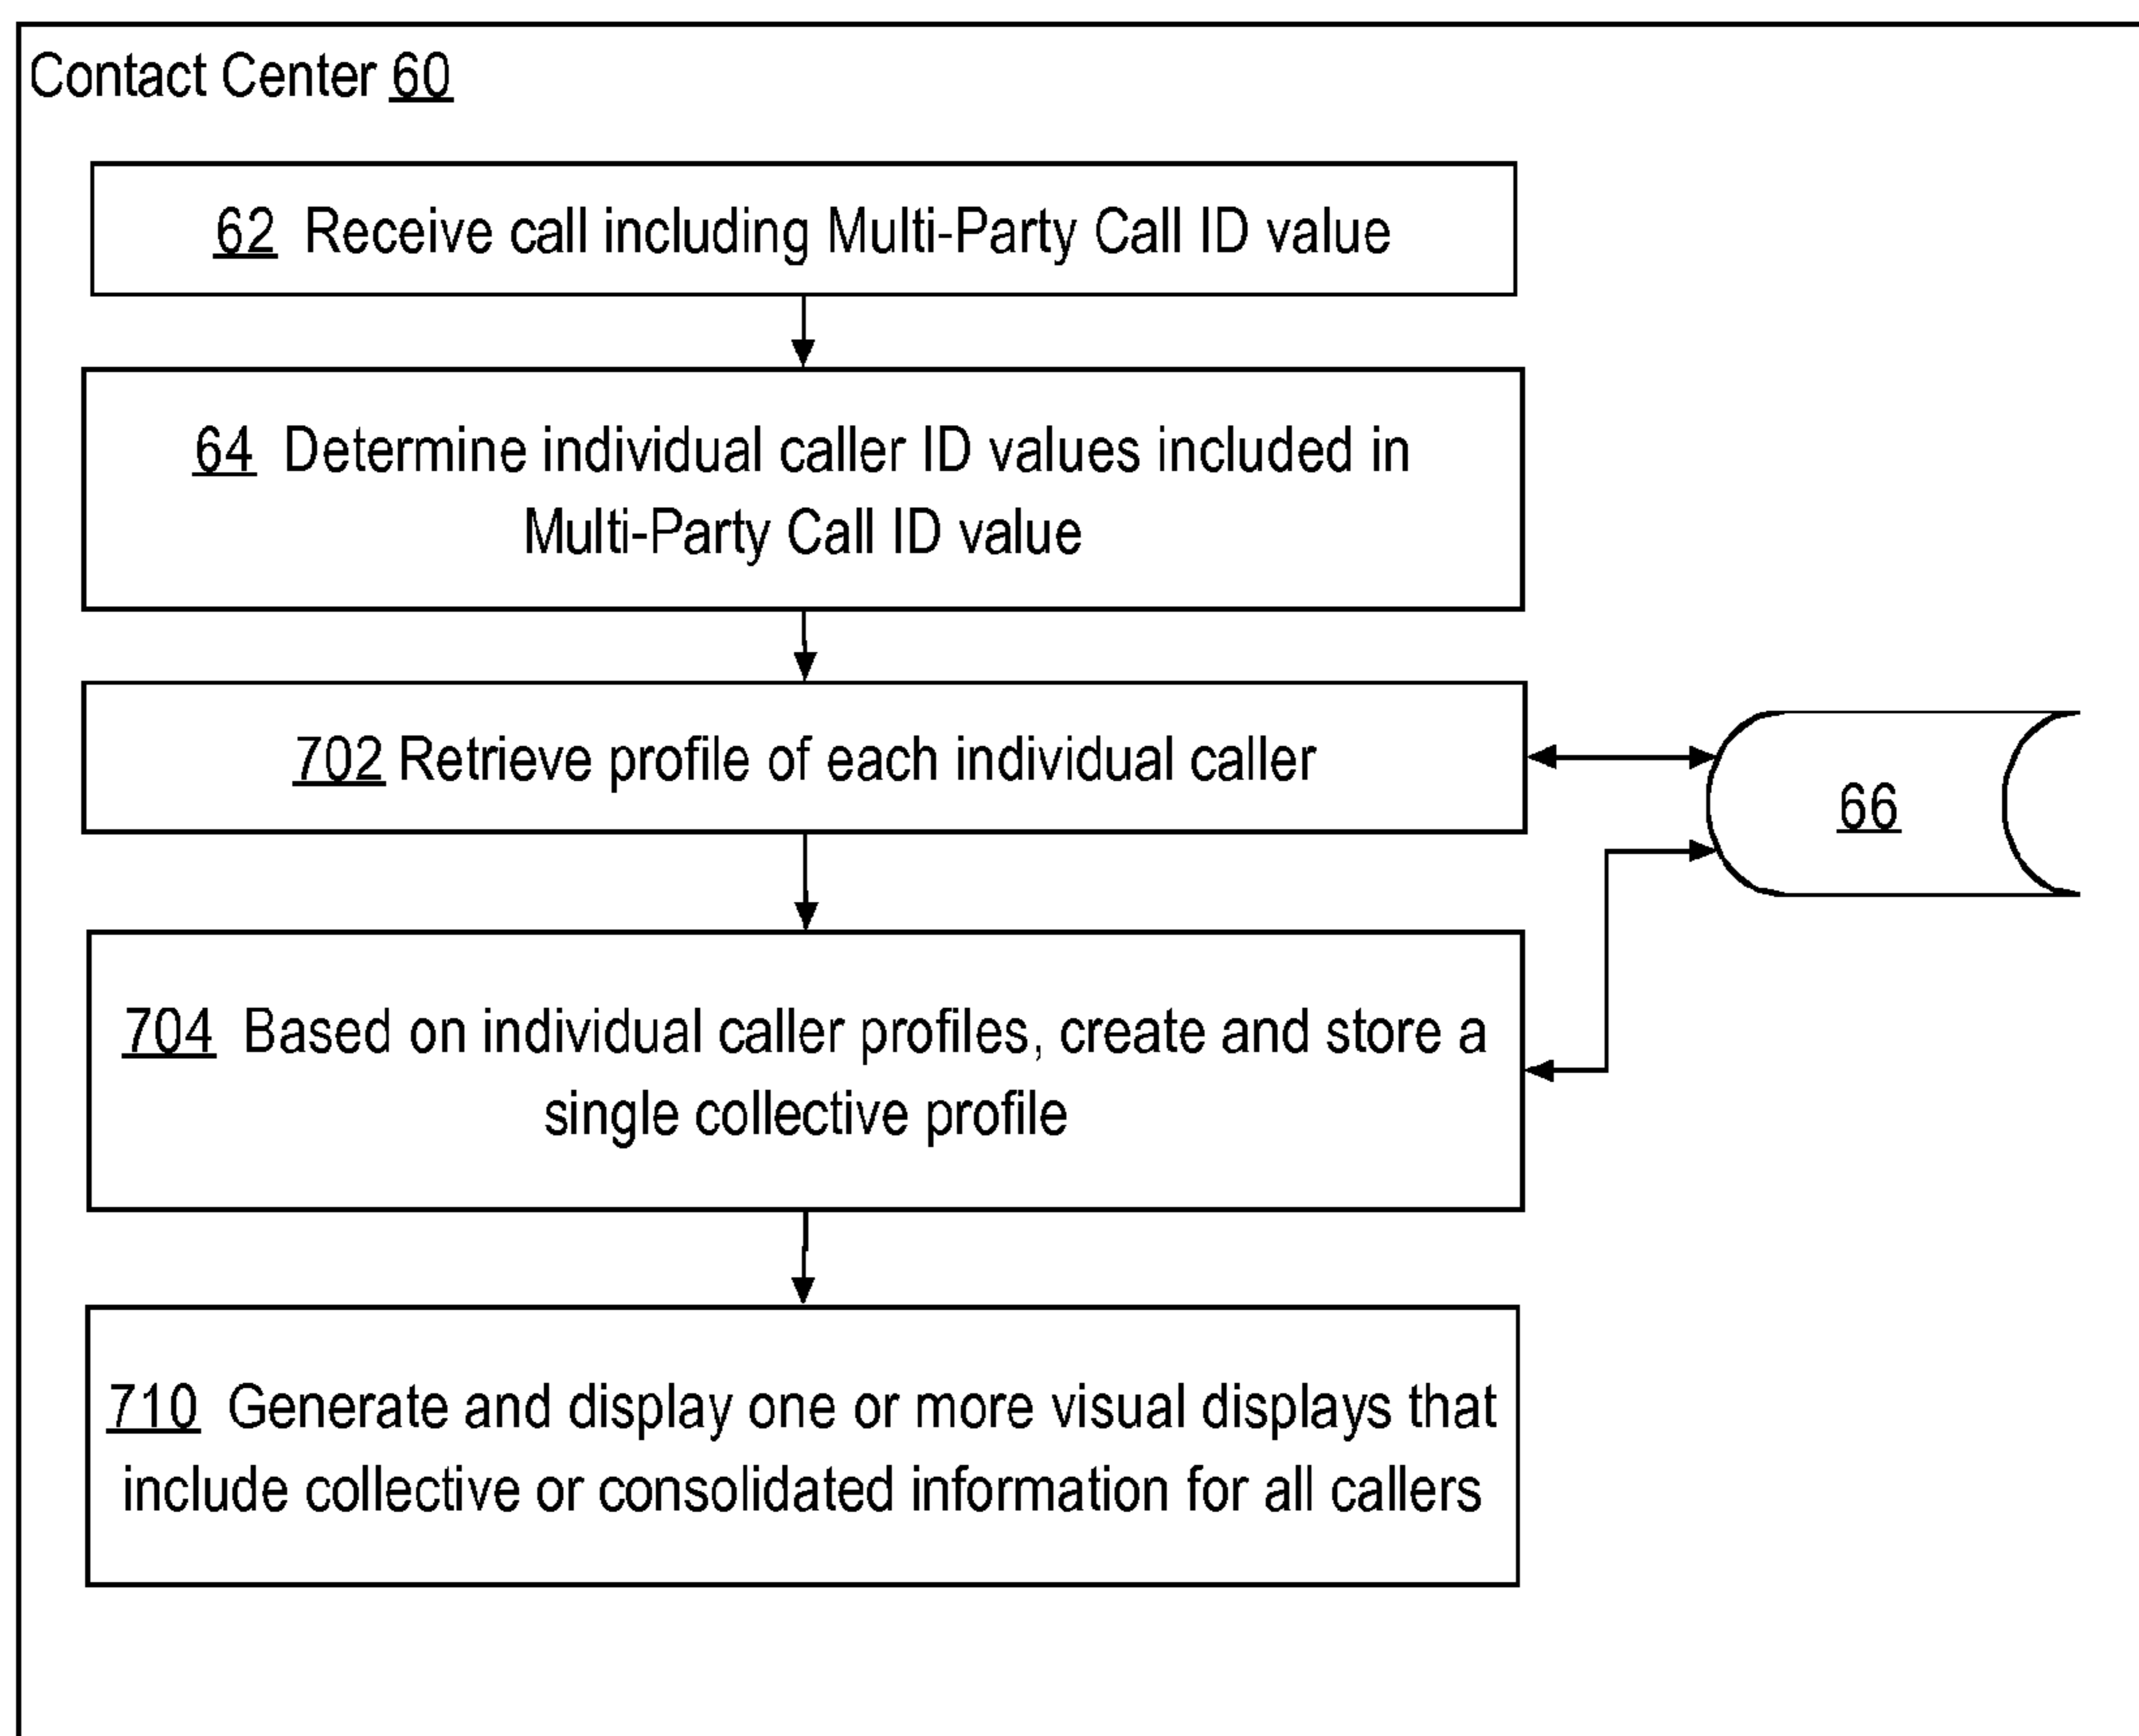 Contact Center 60
62 Receive call including Multi-Party Call ID value
64 Determine individual caller ID values included in
Multi-Party Call ID value
702 Retrieve profile of each individual caller
66
704 Based on individual caller profiles, create and store a
single collective profile
710 Generate and display one or more visual displays that
include collective or consolidated information for all callers